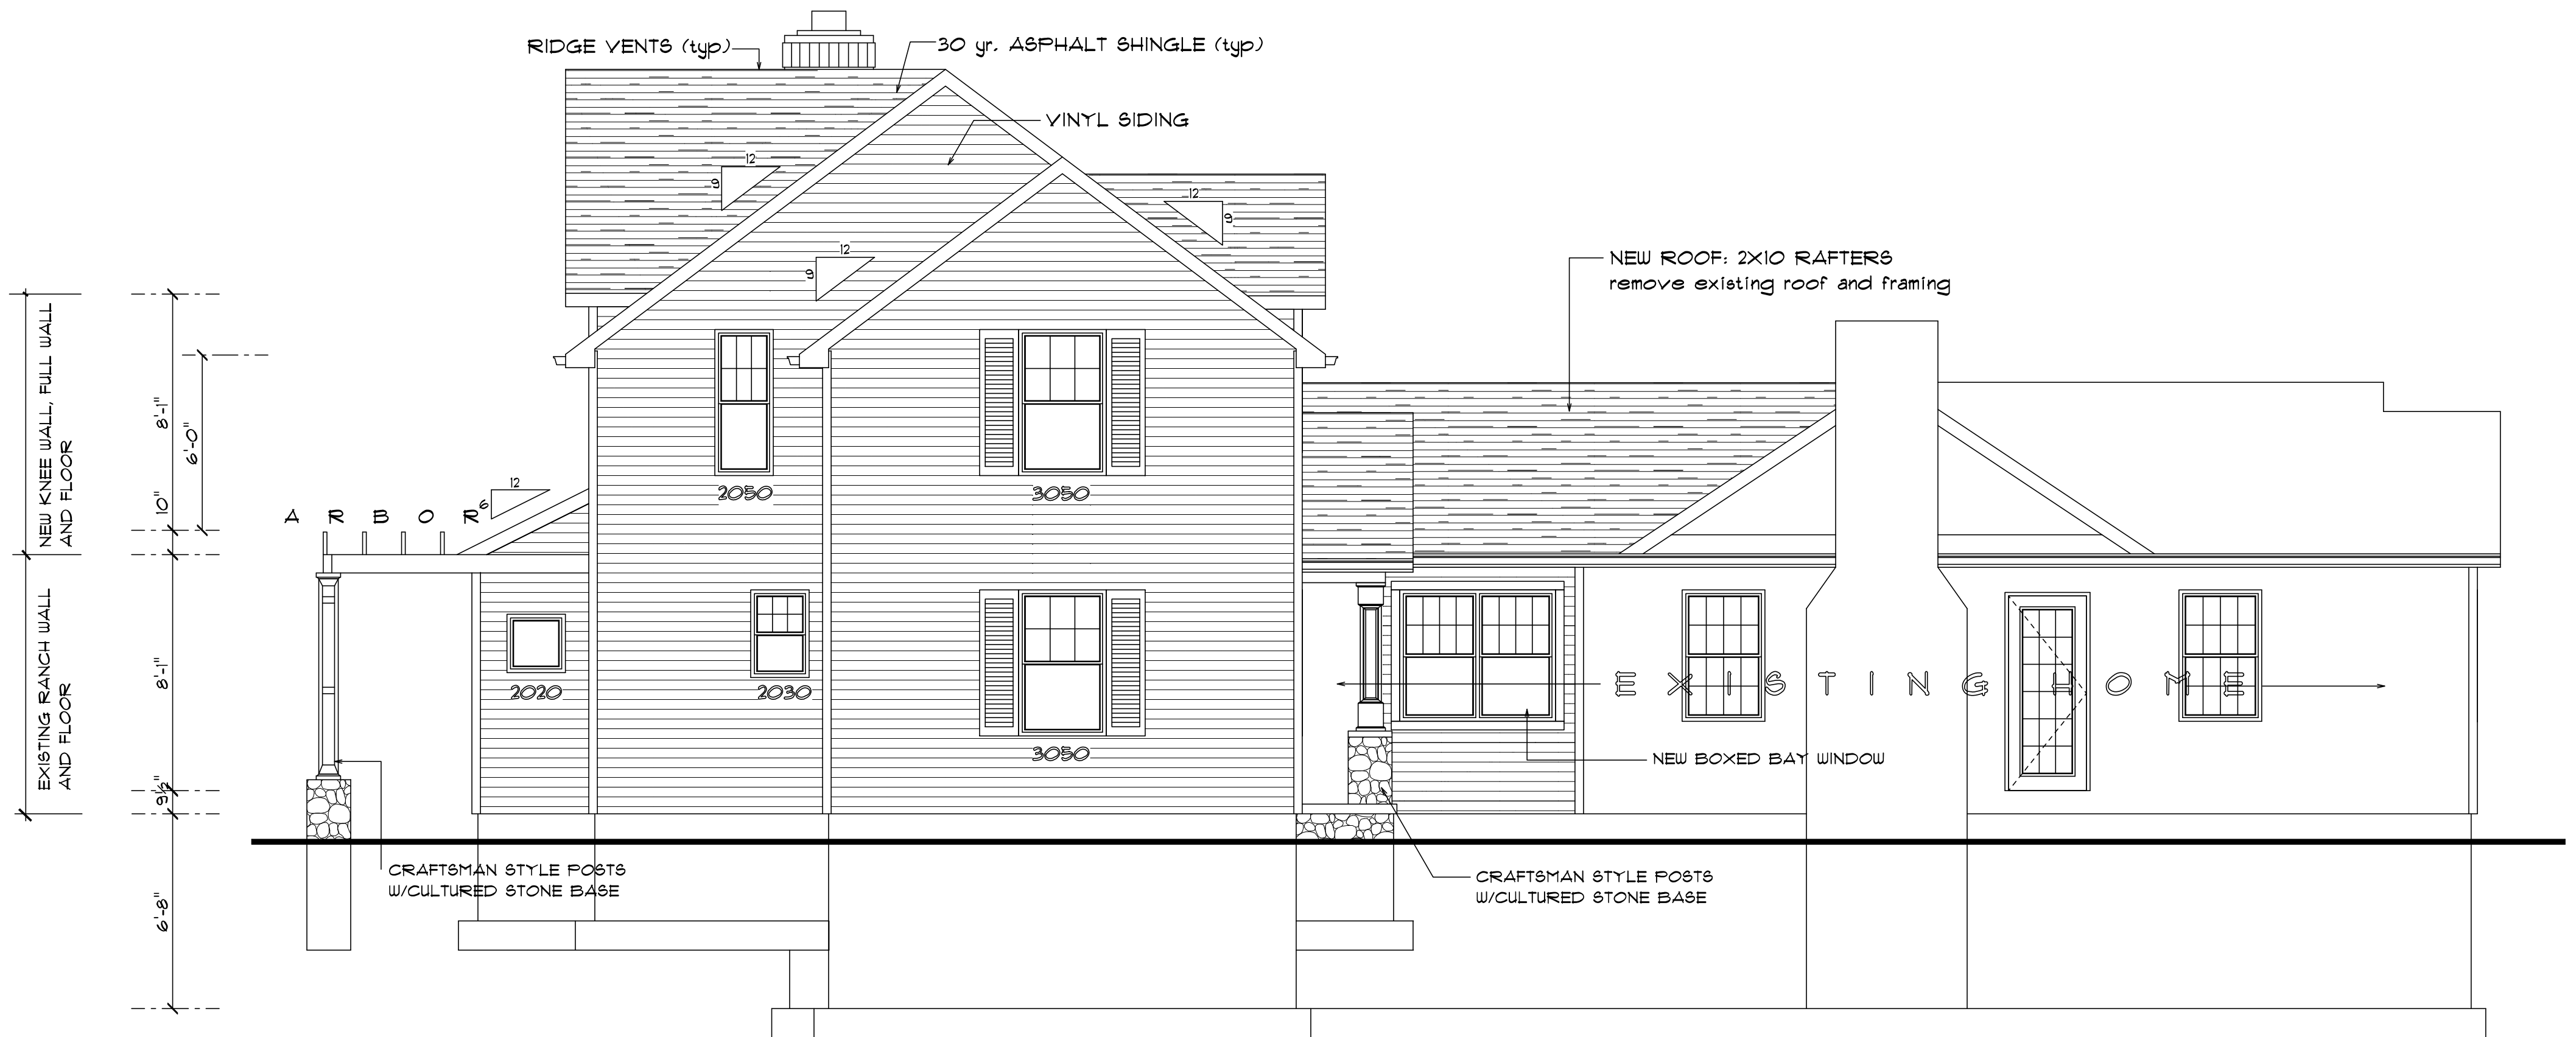 RIDGE VENTS (typ)
30 yr. ASPHALT SHINGLE (typ)
VINYL SIDING
12
9
12
9
12
9
NEW ROOF: 2X10 RAFTERS
remove existing roof and framing
NEW KNEE WALL, FULL WALL
AND FLOOR
8'-1"
6'-0"
10"
12
6
A R B O R
2050
3050
EXISTING RANCH WALL
AND FLOOR
8'-1"
9½"
6'-8"
2020
2030
3050
E X I S T I N G H O M E
NEW BOXED BAY WINDOW
CRAFTSMAN STYLE POSTS
W/CULTURED STONE BASE
CRAFTSMAN STYLE POSTS
W/CULTURED STONE BASE